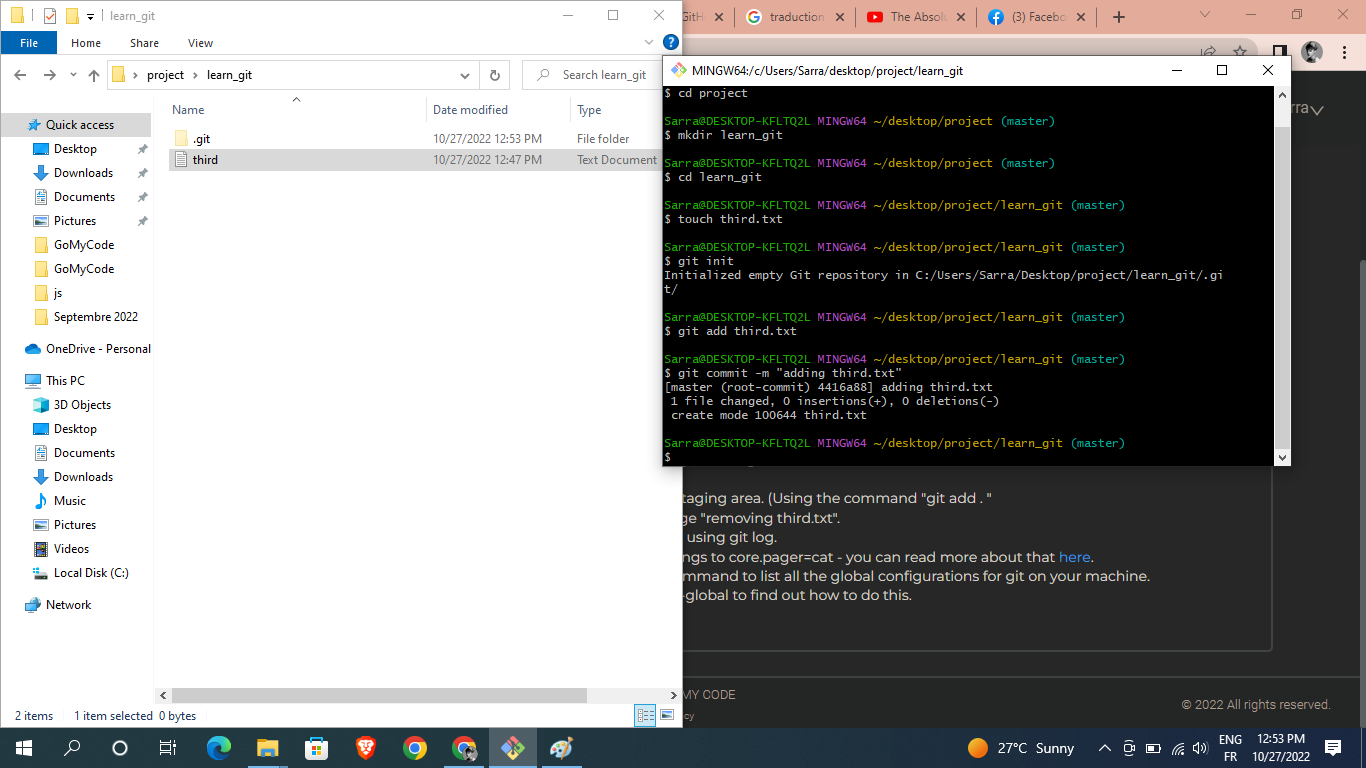 learn_git
File Home Share View
project learn_git
Search learn_git
Name Date modified Type
Quick access
Desktop
Downloads
Documents
Pictures
GoMyCode
GoMyCode
js
Septembre 2022
OneDrive - Personal
This PC
3D Objects
Desktop
Documents
Downloads
Music
Pictures
Videos
Local Disk (C:)
Network
.git 10/27/2022 12:53 PM File folder
third 10/27/2022 12:47 PM Text Document
2 items 1 item selected 0 bytes
traduction
The Absol
(3) Facebo
MINGW64:/c/Users/Sarra/desktop/project/learn_git
$ cd project
Sarra@DESKTOP-KFLTQ2L MINGW64 ~/desktop/project (master)
$ mkdir learn_git
Sarra@DESKTOP-KFLTQ2L MINGW64 ~/desktop/project (master)
$ cd learn_git
Sarra@DESKTOP-KFLTQ2L MINGW64 ~/desktop/project/learn_git (master)
$ touch third.txt
Sarra@DESKTOP-KFLTQ2L MINGW64 ~/desktop/project/learn_git (master)
$ git init
Initialized empty Git repository in C:/Users/Sarra/Desktop/project/learn_git/.gi
t/
Sarra@DESKTOP-KFLTQ2L MINGW64 ~/desktop/project/learn_git (master)
$ git add third.txt
Sarra@DESKTOP-KFLTQ2L MINGW64 ~/desktop/project/learn_git (master)
$ git commit -m "adding third.txt"
[master (root-commit) 4416a88] adding third.txt
1 file changed, 0 insertions(+), 0 deletions(-)
create mode 100644 third.txt
Sarra@DESKTOP-KFLTQ2L MINGW64 ~/desktop/project/learn_git (master)
$
rra
taging area. (Using the command "git add . "
ge "removing third.txt".
using git log.
ngs to core.pager=cat - you can read more about that here.
mmand to list all the global configurations for git on your machine.
-global to find out how to do this.
MY CODE
cy
© 2022 All rights reserved.
27°C Sunny
ENG
FR
12:53 PM
10/27/2022